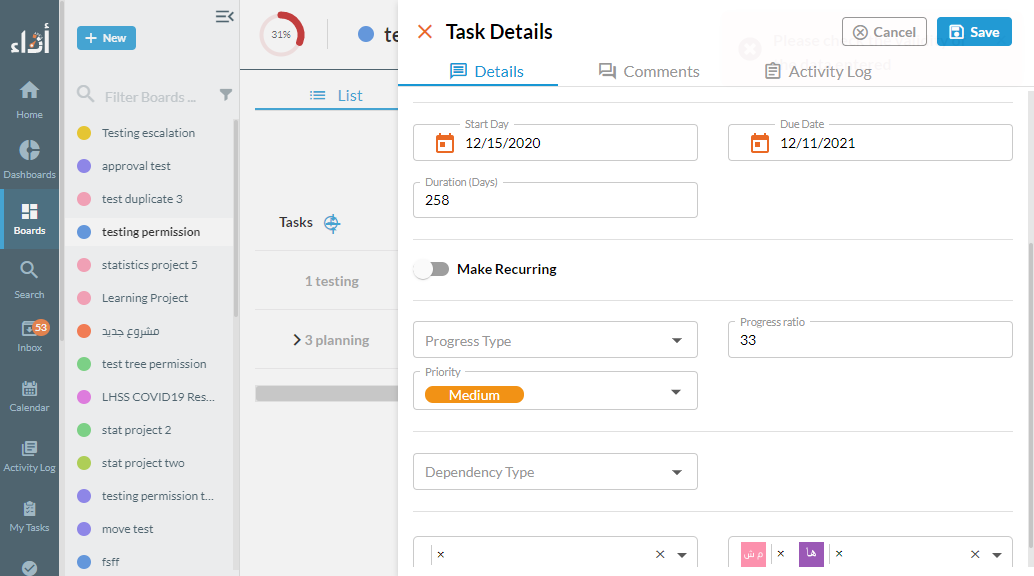 أداء
Home
Dashboards
Boards
Search
53
Inbox
Calendar
Activity Log
My Tasks
+ New
Filter Boards ...
Testing escalation
approval test
test duplicate 3
testing permission
statistics project 5
Learning Project
مشروع جديد
test tree permission
LHSS COVID19 Res...
stat project 2
stat project two
testing permission t...
move test
fsff
31%
te
List
Tasks
1 testing
3 planning
Task Details
Cancel
Save
Details
Comments
Activity Log
Start Day
12/15/2020
Due Date
12/11/2021
Duration (Days)
258
Make Recurring
Progress Type
Progress ratio
33
Priority
Medium
Dependency Type
م ش
ها